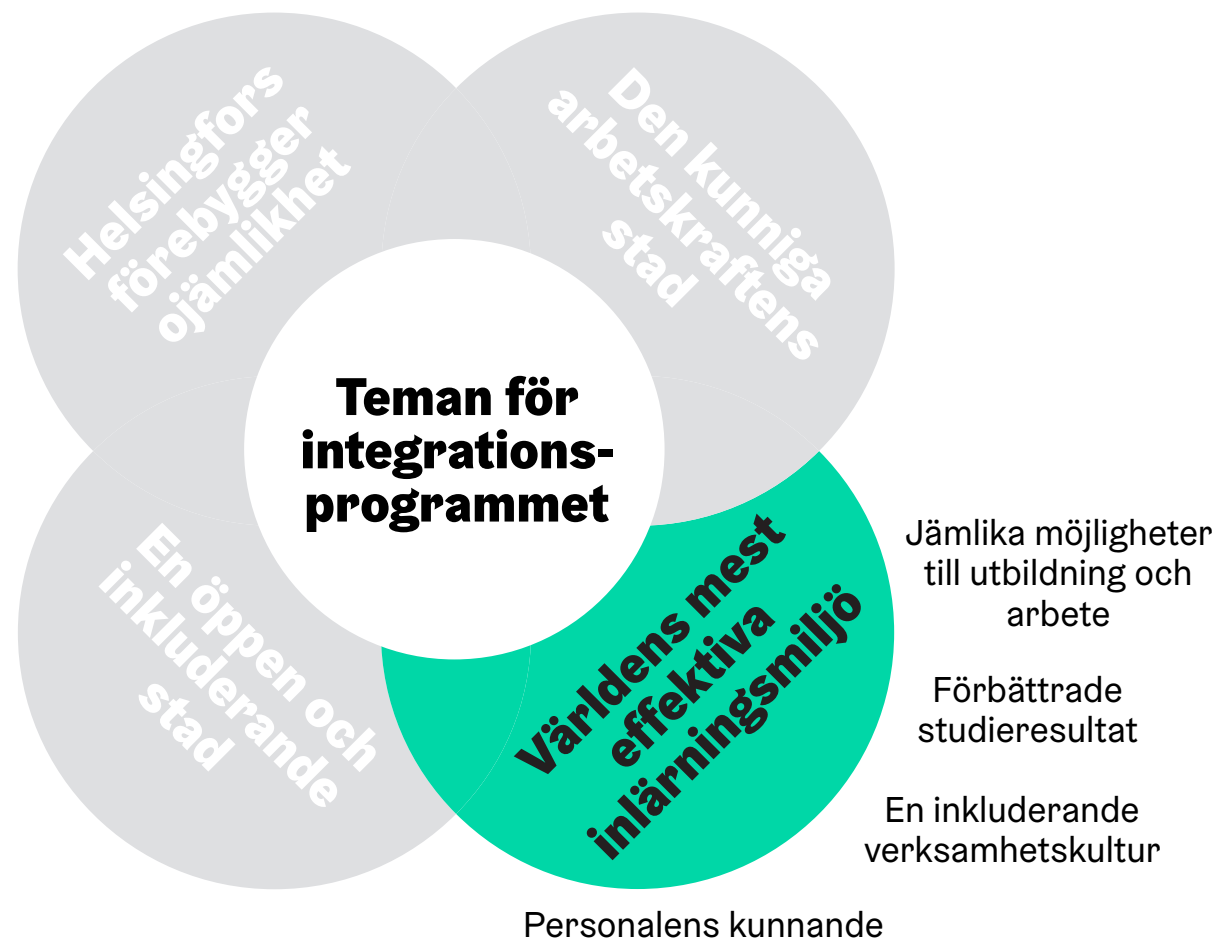 Helsingfors
förebygger
ojämlikhet
Den kunniga
arbetskraftens
stad
Teman för
integrations-
programmet
En öppen och
inkluderande
stad
Världens mest
effektiva
inlärningsmiljö
Jämlika möjligheter
till utbildning och
arbete
Förbättrade
studieresultat
En inkluderande
verksamhetskultur
Personalens kunnande